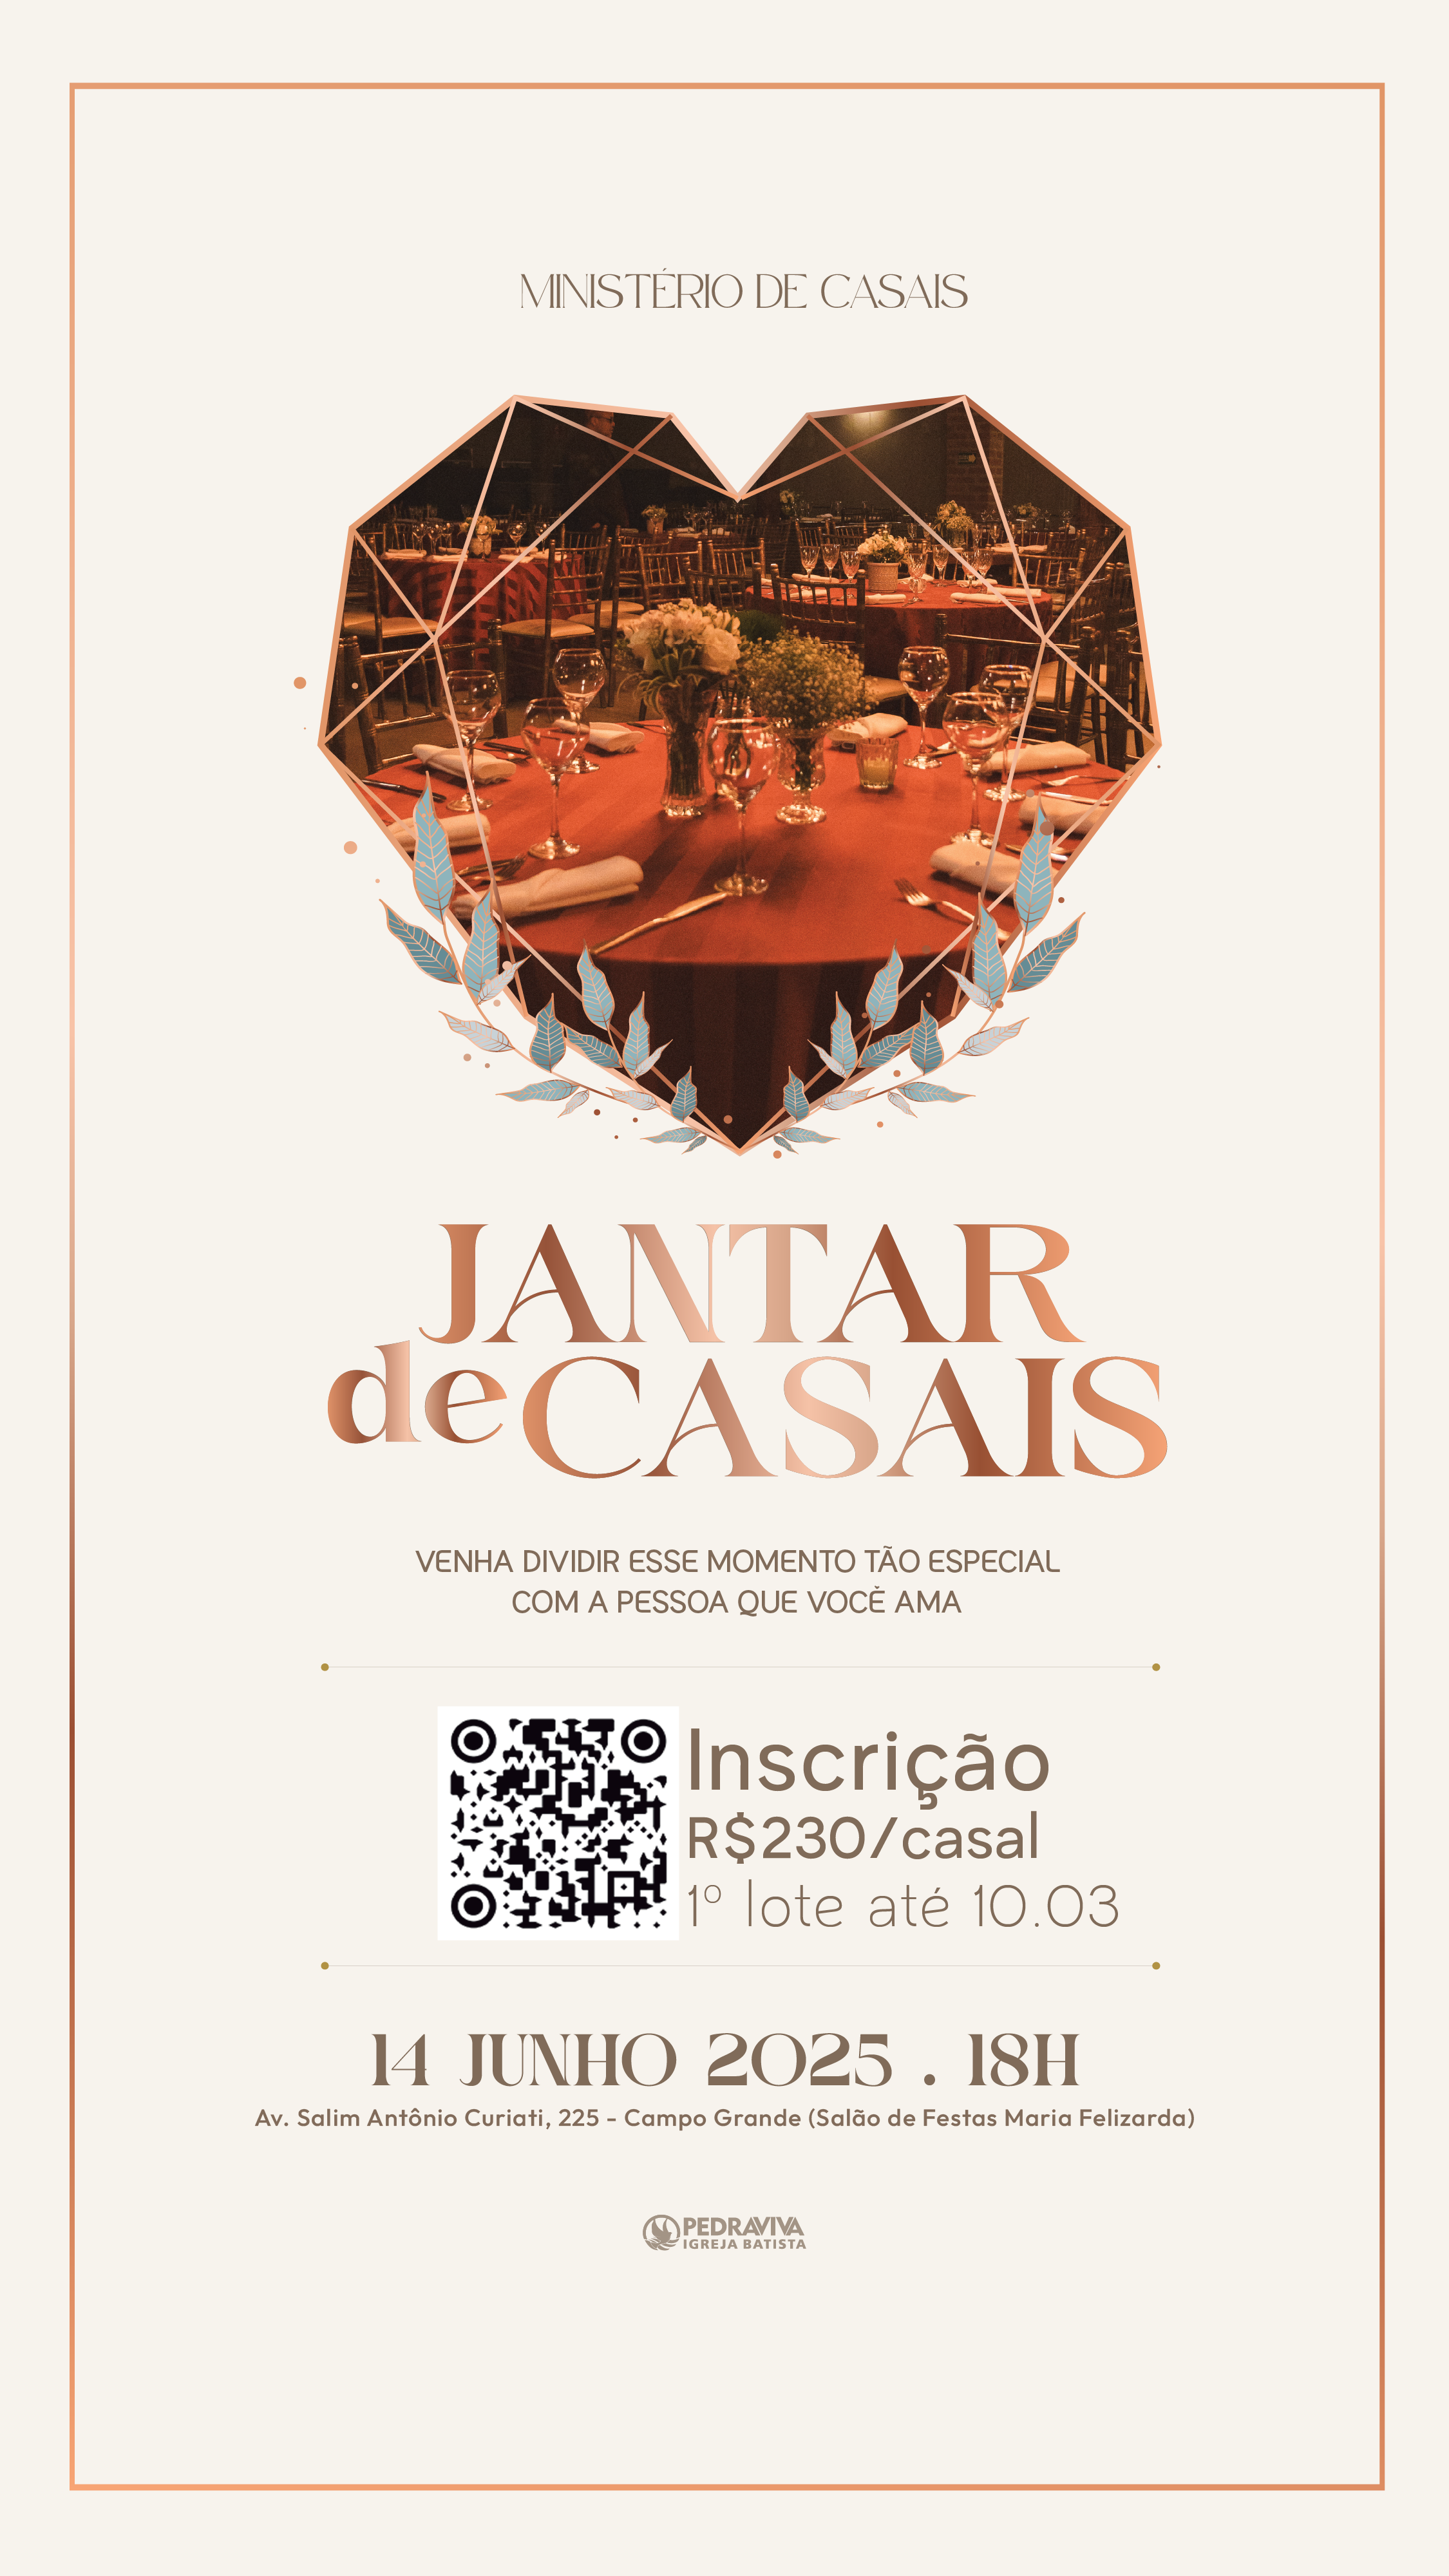 MINISTÉRIO DE CASAIS
JANTAR
de CASAIS
VENHA DIVIDIR ESSE MOMENTO TÃO ESPECIAL
COM A PESSOA QUE VOCÊ AMA
Inscrição
R$230/casal
1º lote até 10.03
14 JUNHO 2025 . 18H
Av. Salim Antônio Curiati, 225 - Campo Grande (Salão de Festas Maria Felizarda)
PEDRAVIVA
IGREJA BATISTA